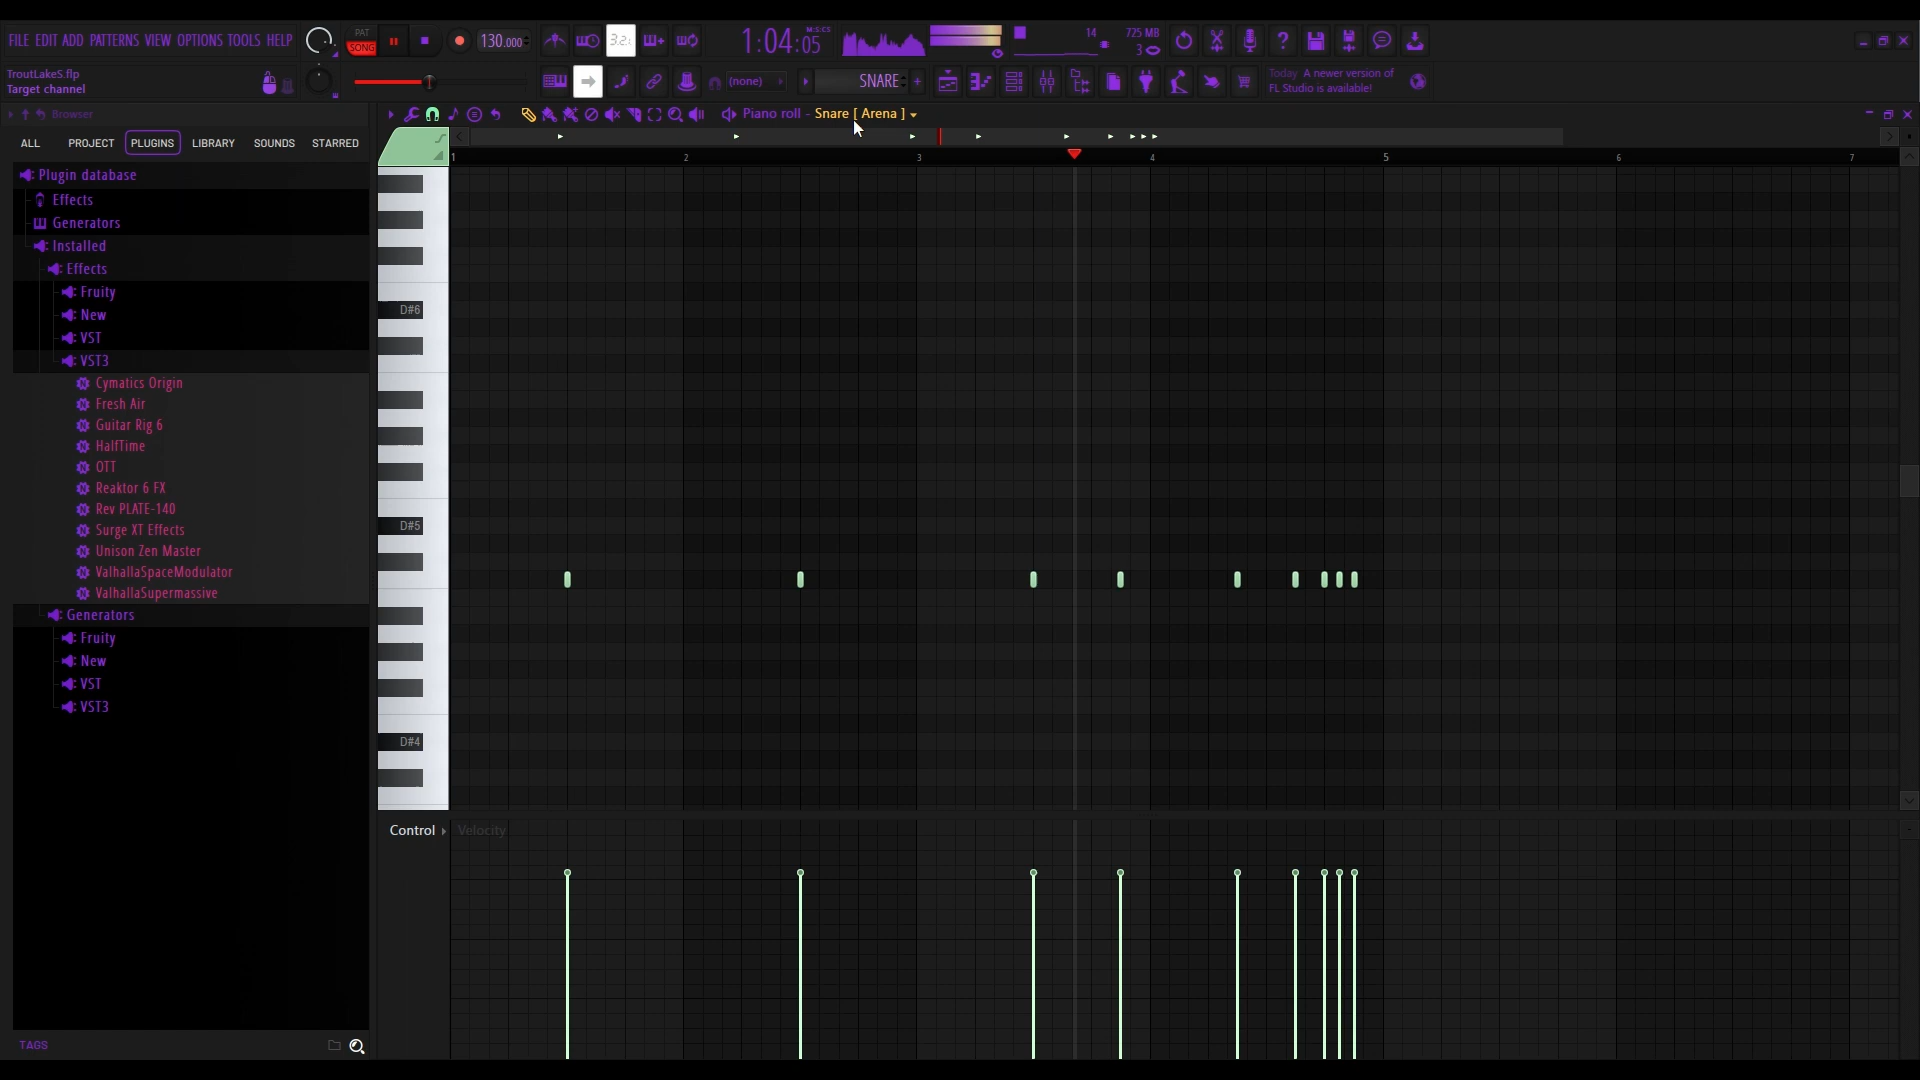 FILE EDIT ADD PATTERNS VIEW OPTIONS TOOLS HELP
PAT
SONG
130.000
3.2.
1:04:05
M:S:CS
14
725 MB
3
TroutLakeS.flp
Target channel
(none)
SNARE
Today A newer version of
FL Studio is available!
Browser
Piano roll - Snare [ Arena ]
ALL PROJECT PLUGINS LIBRARY SOUNDS STARRED
1 2 3 4 5 6 7
Plugin database
Effects
Generators
Installed
Effects
Fruity
New
VST
VST3
Cymatics Origin
Fresh Air
Guitar Rig 6
HalfTime
OTT
Reaktor 6 FX
Rev PLATE-140
Surge XT Effects
Unison Zen Master
ValhallaSpaceModulator
ValhallaSupermassive
Generators
Fruity
New
VST
VST3
D#6
D#5
D#4
Control
Velocity
TAGS